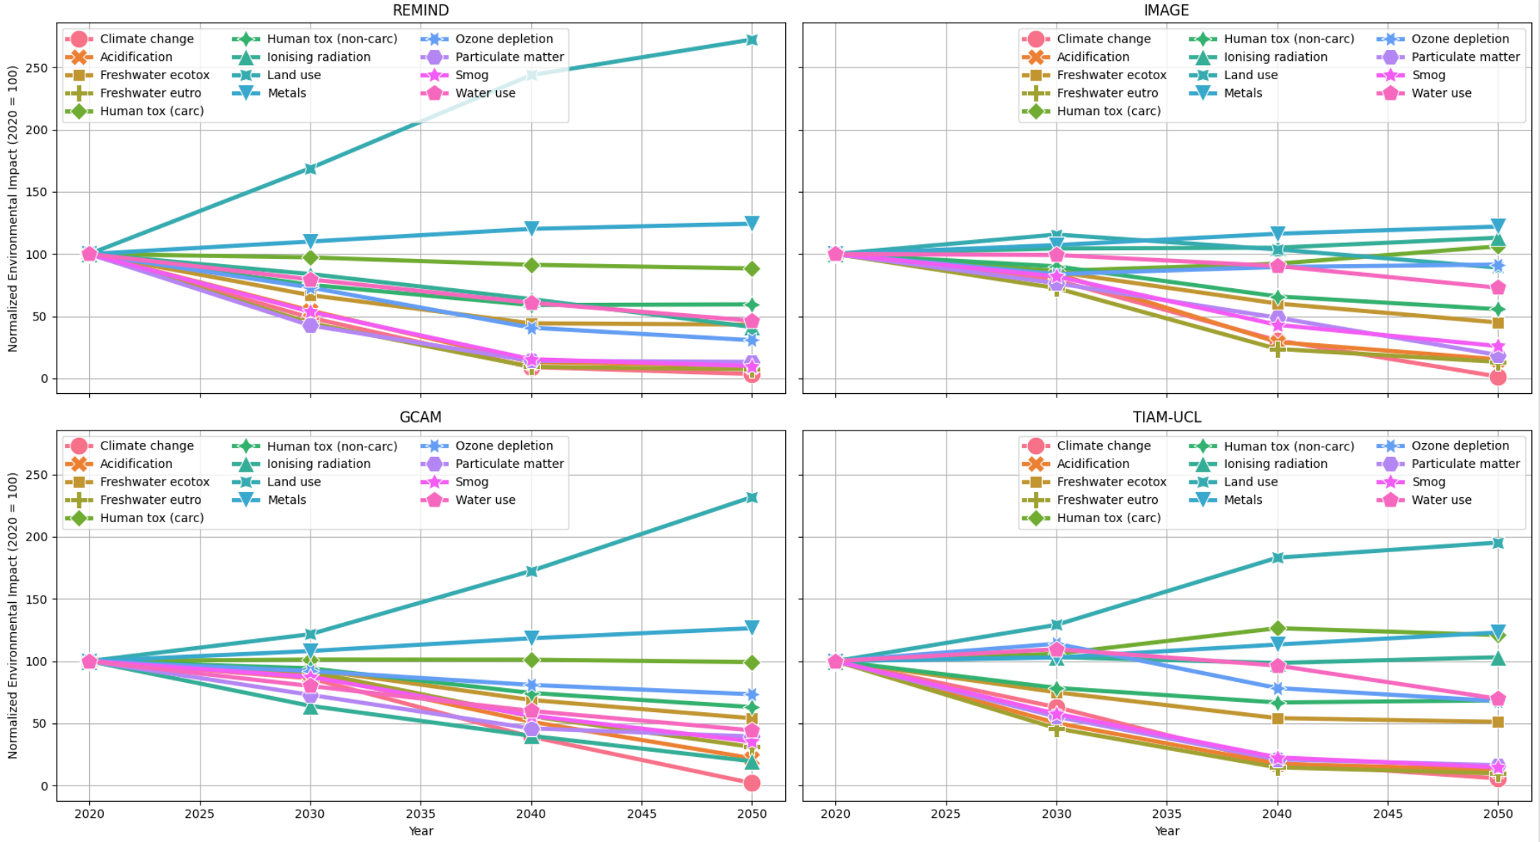 REMIND
Normalized Environmental Impact (2020 = 100)
250
200
150
100
50
0
Climate change
Acidification
Freshwater ecotox
Freshwater eutro
Human tox (carc)
Human tox (non-carc)
Ionising radiation
Land use
Metals
Ozone depletion
Particulate matter
Smog
Water use
IMAGE
Climate change
Acidification
Freshwater ecotox
Freshwater eutro
Human tox (carc)
Human tox (non-carc)
Ionising radiation
Land use
Metals
Ozone depletion
Particulate matter
Smog
Water use
GCAM
Normalized Environmental Impact (2020 = 100)
250
200
150
100
50
0
Climate change
Acidification
Freshwater ecotox
Freshwater eutro
Human tox (carc)
Human tox (non-carc)
Ionising radiation
Land use
Metals
Ozone depletion
Particulate matter
Smog
Water use
2020 2025 2030 2035 2040 2045 2050
Year
TIAM-UCL
Climate change
Acidification
Freshwater ecotox
Freshwater eutro
Human tox (carc)
Human tox (non-carc)
Ionising radiation
Land use
Metals
Ozone depletion
Particulate matter
Smog
Water use
2020 2025 2030 2035 2040 2045 2050
Year